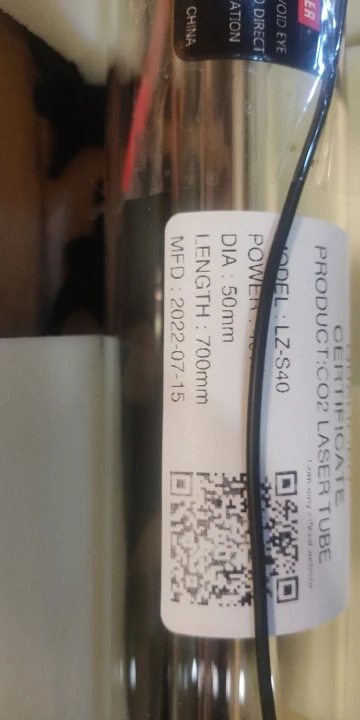 VOID EYE
DIRECT
CHINA
CERTIFICATE
PRODUCT:CO2 LASER TUBE
MODEL : LZ-S40
POWER :
DIA : 50mm
LENGTH : 700mm
MFD : 2022-07-15